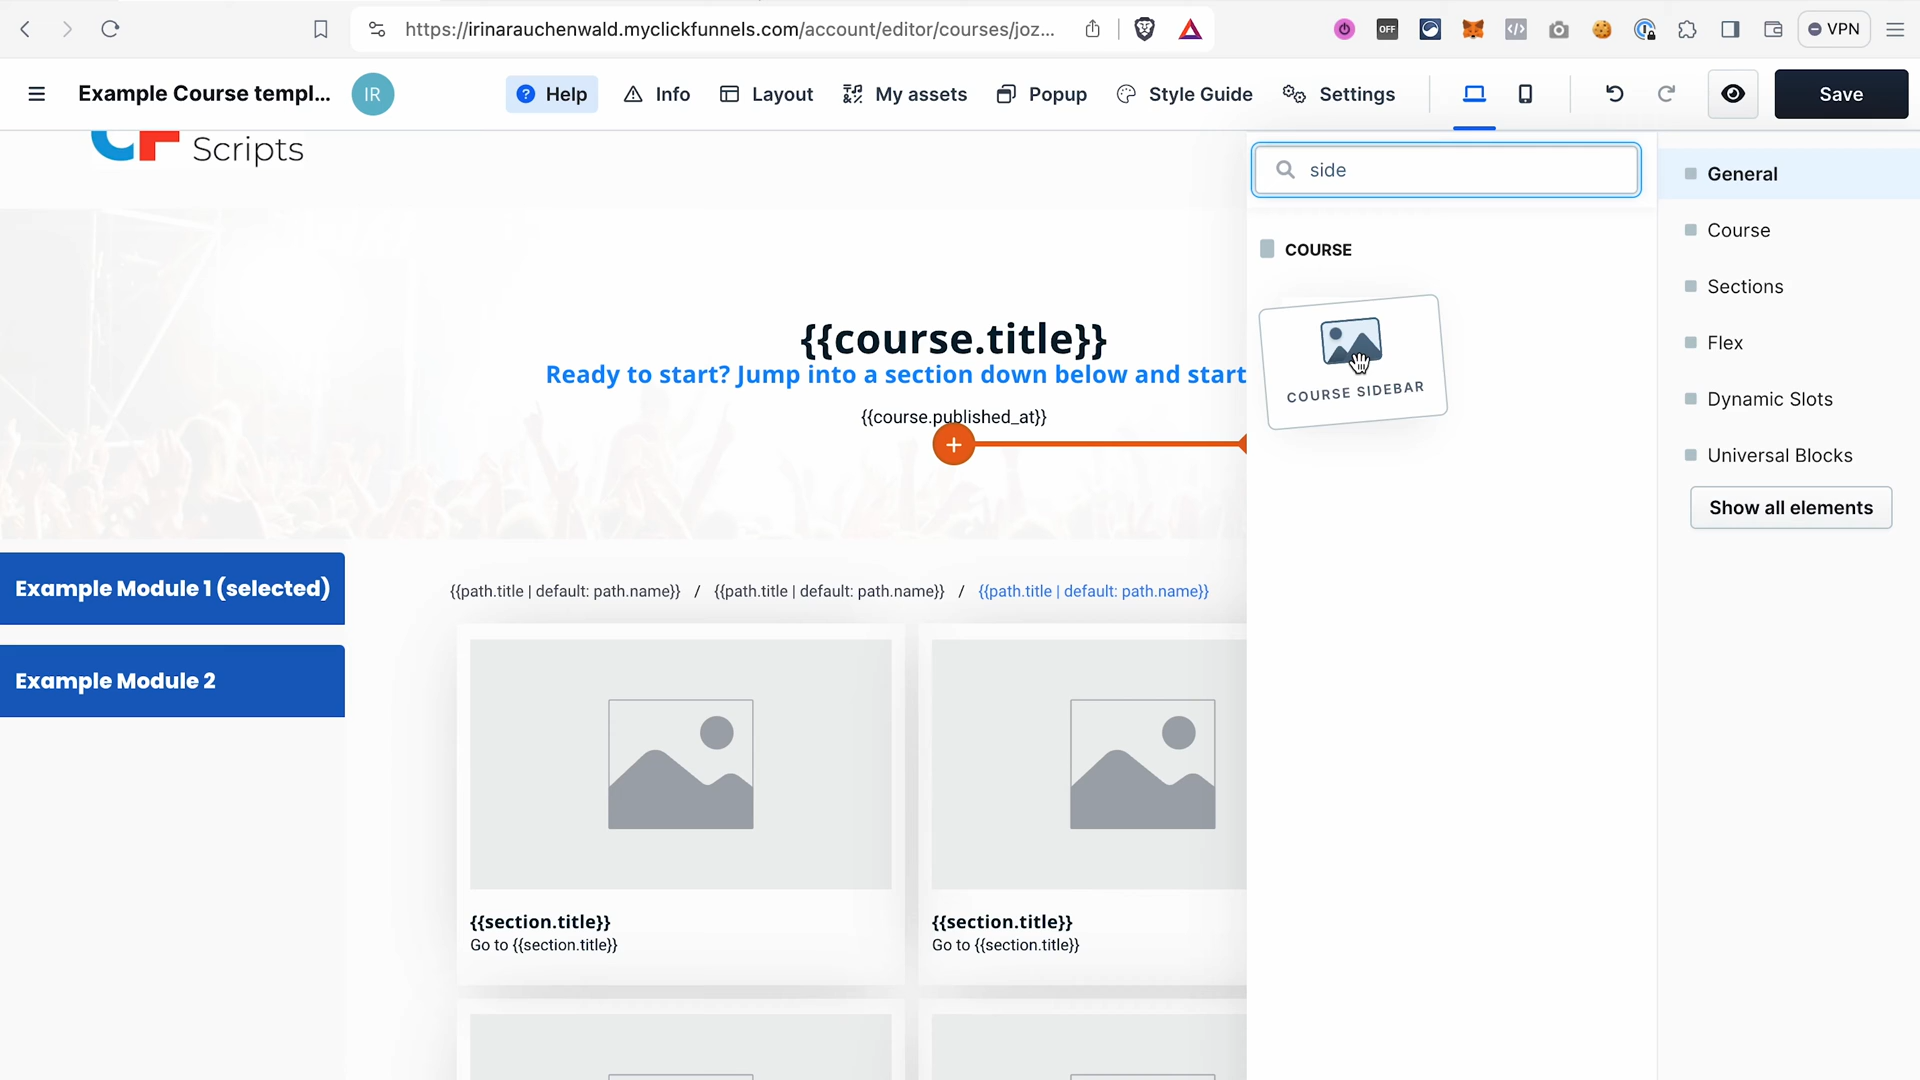 https://irinarauchenwald.myclickfunnels.com/account/editor/courses/joz...
OFF
VPN
Example Course templ...
IR
? Help
Info
Layout
My assets
Popup
Style Guide
Settings
Save
CF Scripts
side
COURSE
COURSE SIDEBAR
General
Course
Sections
Flex
Dynamic Slots
Universal Blocks
Show all elements
{{course.title}}
Ready to start? Jump into a section down below and start
{{course.published_at}}
Example Module 1 (selected)
Example Module 2
{{path.title | default: path.name}} / {{path.title | default: path.name}} / {{path.title | default: path.name}}
{{section.title}}
Go to {{section.title}}
{{section.title}}
Go to {{section.title}}